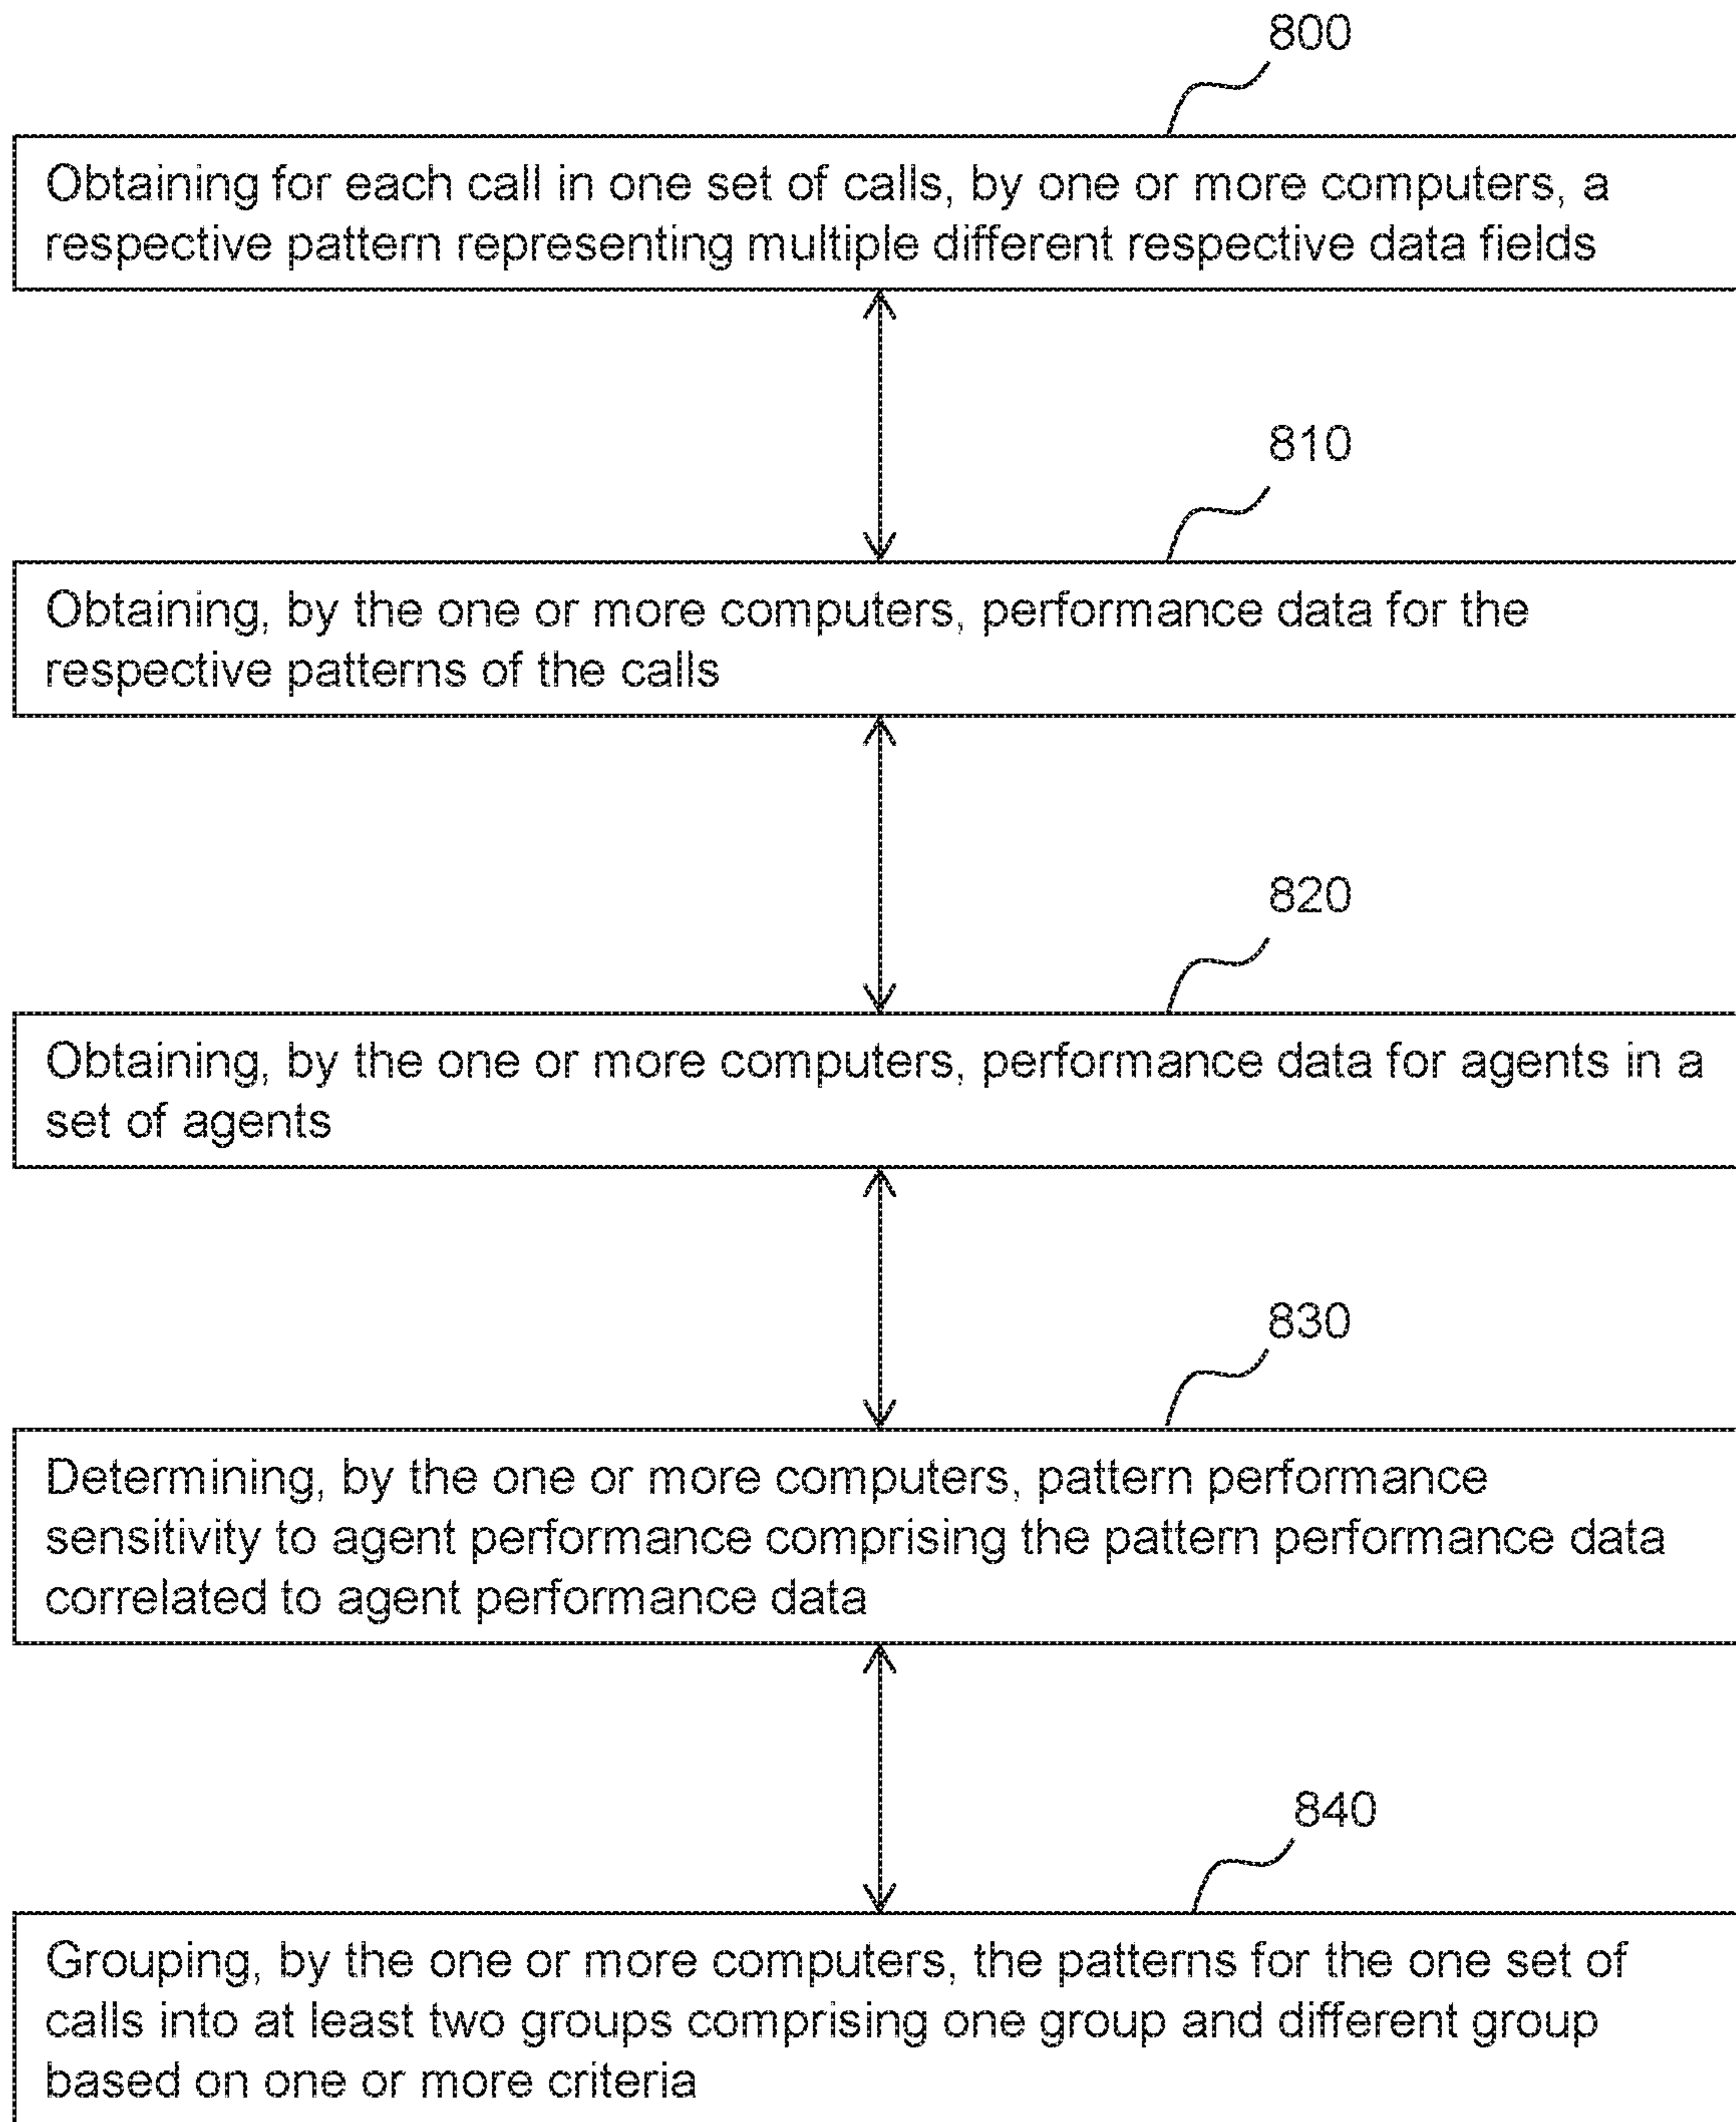 800
Obtaining for each call in one set of calls, by one or more computers, a
respective pattern representing multiple different respective data fields
810
Obtaining, by the one or more computers, performance data for the
respective patterns of the calls
820
Obtaining, by the one or more computers, performance data for agents in a
set of agents
830
Determining, by the one or more computers, pattern performance
sensitivity to agent performance comprising the pattern performance data
correlated to agent performance data
840
Grouping, by the one or more computers, the patterns for the one set of
calls into at least two groups comprising one group and different group
based on one or more criteria